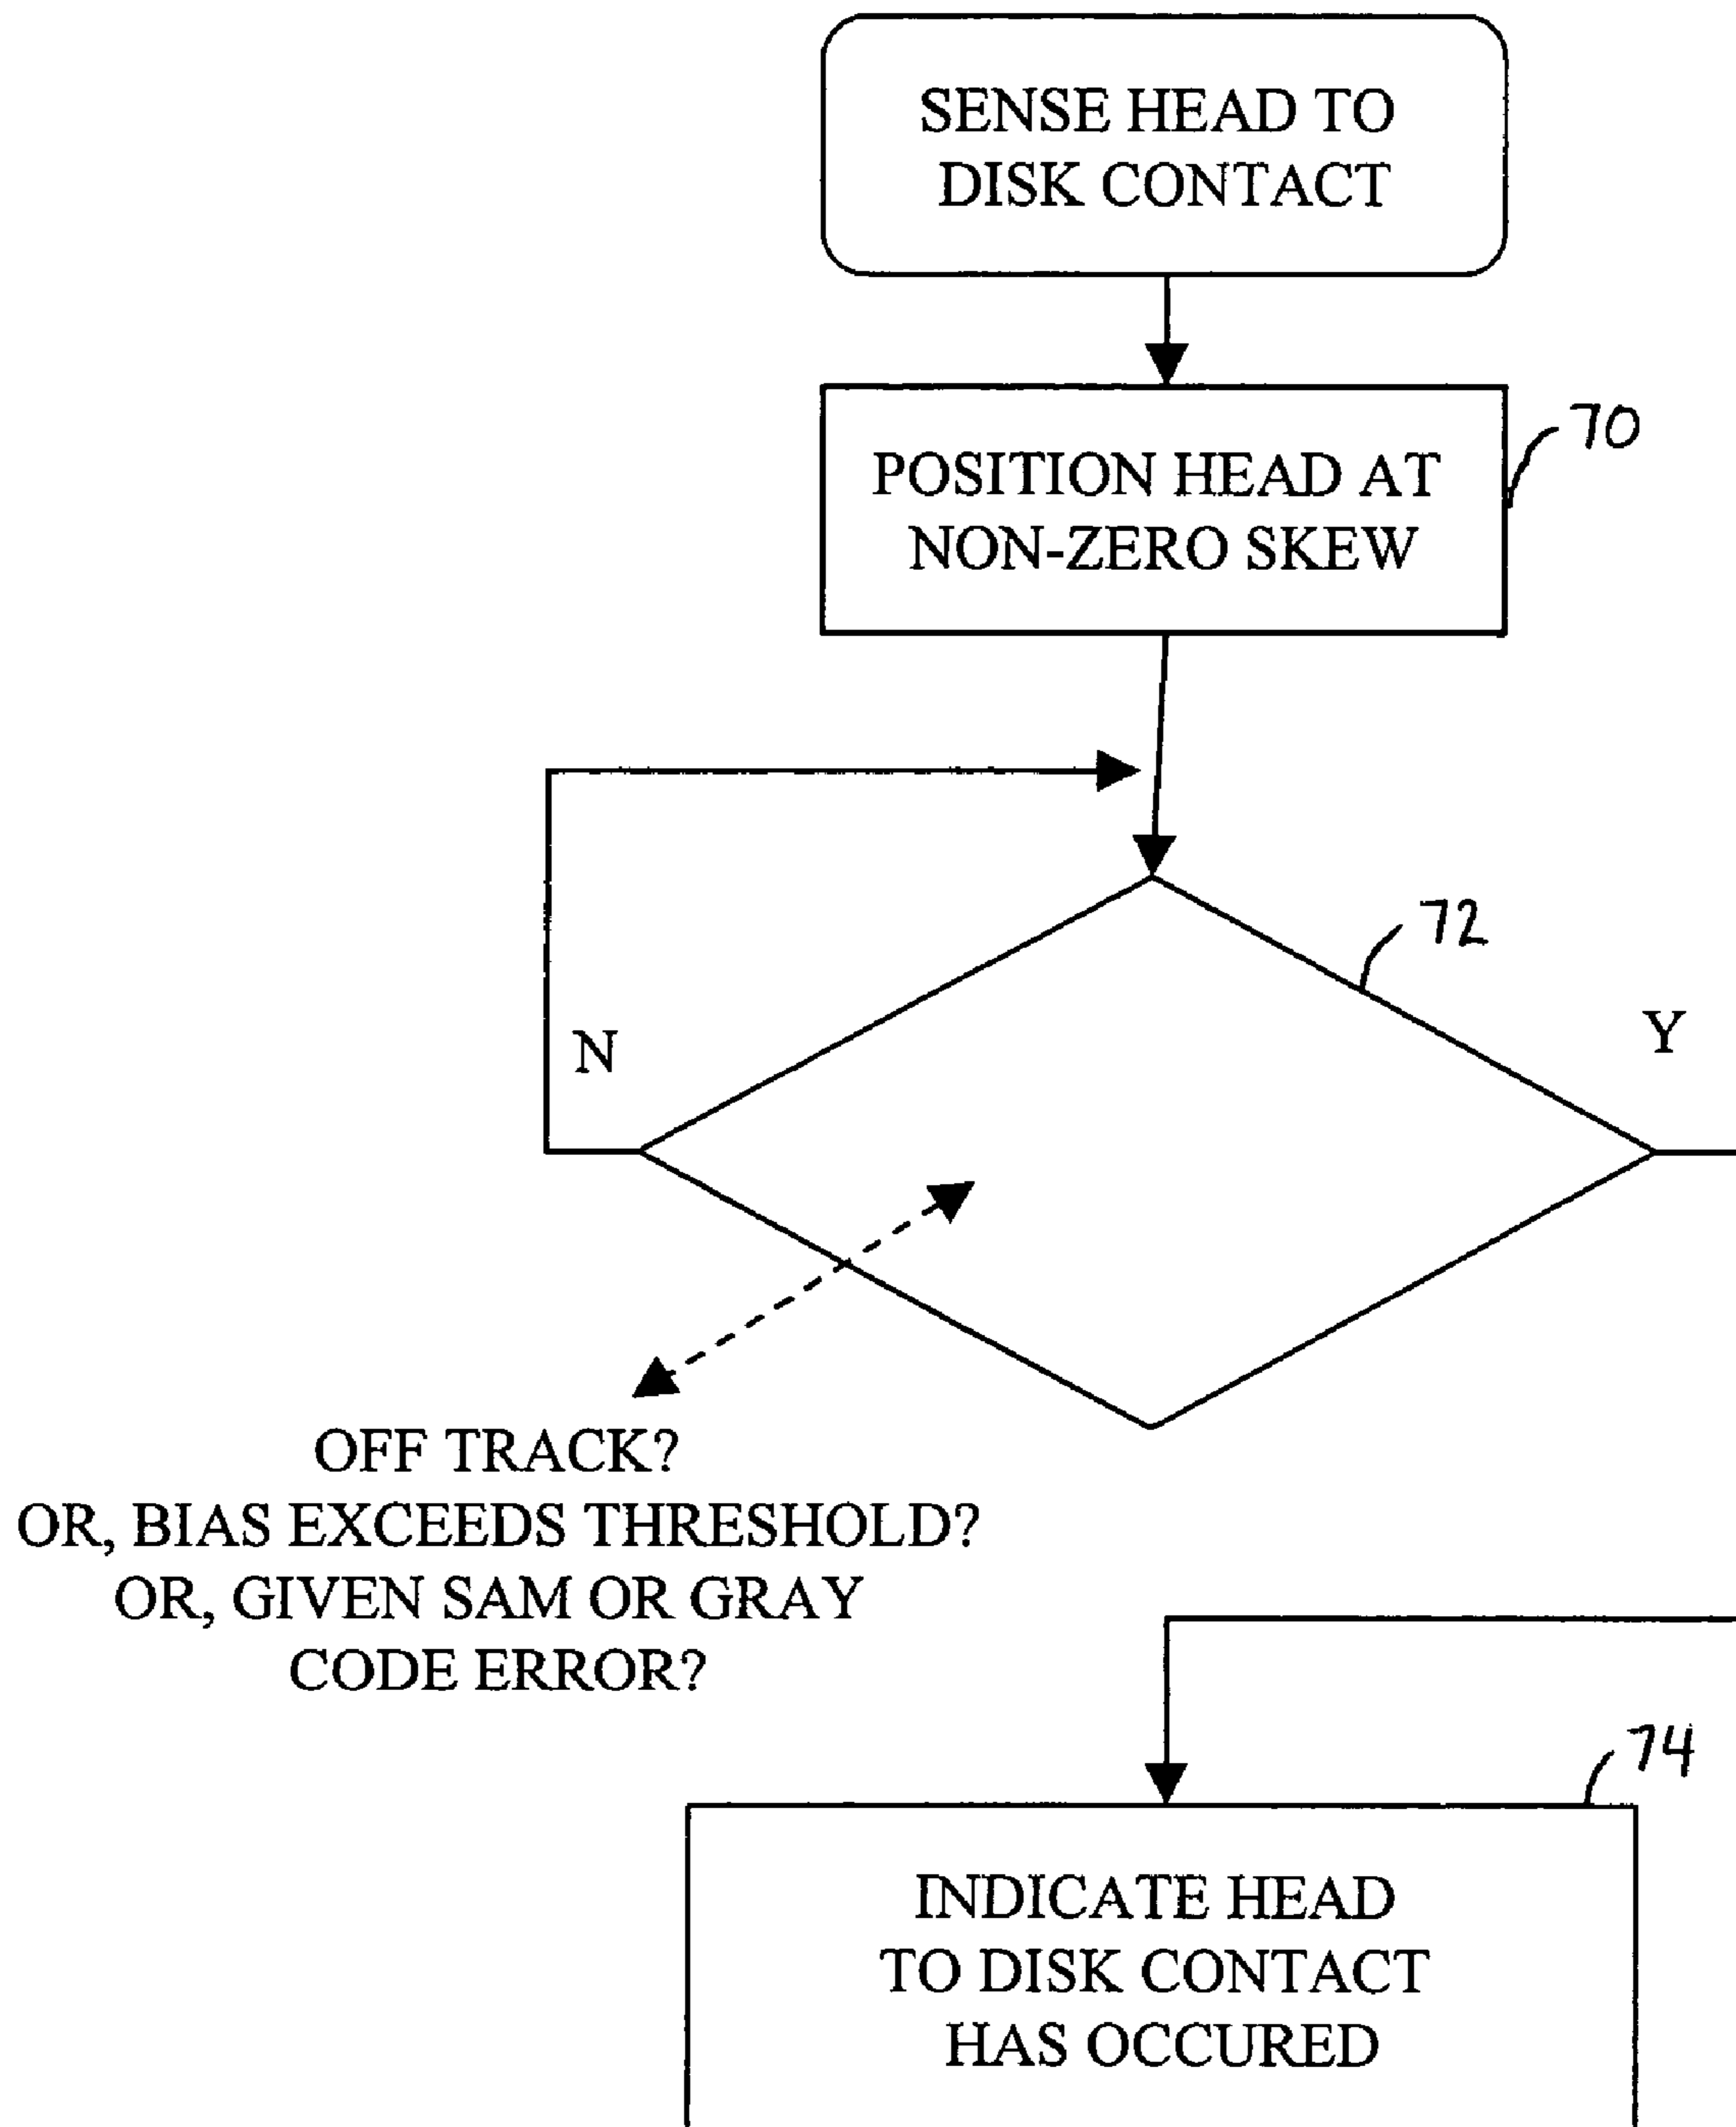 SENSE HEAD TO
DISK CONTACT
POSITION HEAD AT
NON-ZERO SKEW
70
72
N
Y
OFF TRACK?
OR, BIAS EXCEEDS THRESHOLD?
OR, GIVEN SAM OR GRAY
CODE ERROR?
74
INDICATE HEAD
TO DISK CONTACT
HAS OCCURED